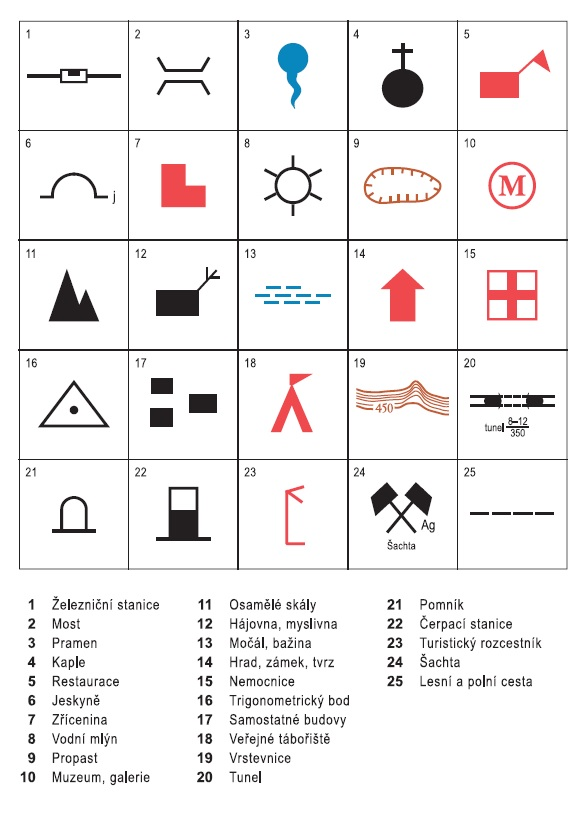 1 2 3 4 5
6 j 7 8 9 10 M
11 12 13 14 15
16 17 18 19 450 20 tunel 8–12 350
21 22 23 24 Ag Šachta 25
1 Železniční stanice
2 Most
3 Pramen
4 Kaple
5 Restaurace
6 Jeskyně
7 Zřícenina
8 Vodní mlýn
9 Propast
10 Muzeum, galerie
11 Osamělé skály
12 Hájovna, myslivna
13 Močál, bažina
14 Hrad, zámek, tvrz
15 Nemocnice
16 Trigonometrický bod
17 Samostatné budovy
18 Veřejné tábořiště
19 Vrstevnice
20 Tunel
21 Pomník
22 Čerpací stanice
23 Turistický rozcestník
24 Šachta
25 Lesní a polní cesta